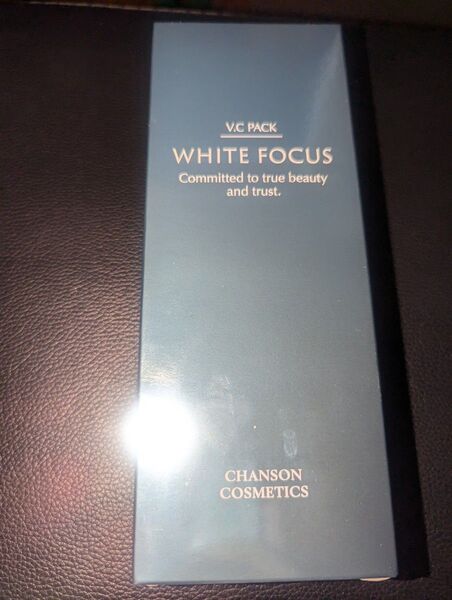 V.C PACK
WHITE FOCUS
Committed to true beauty
and trust.
CHANSON
COSMETICS